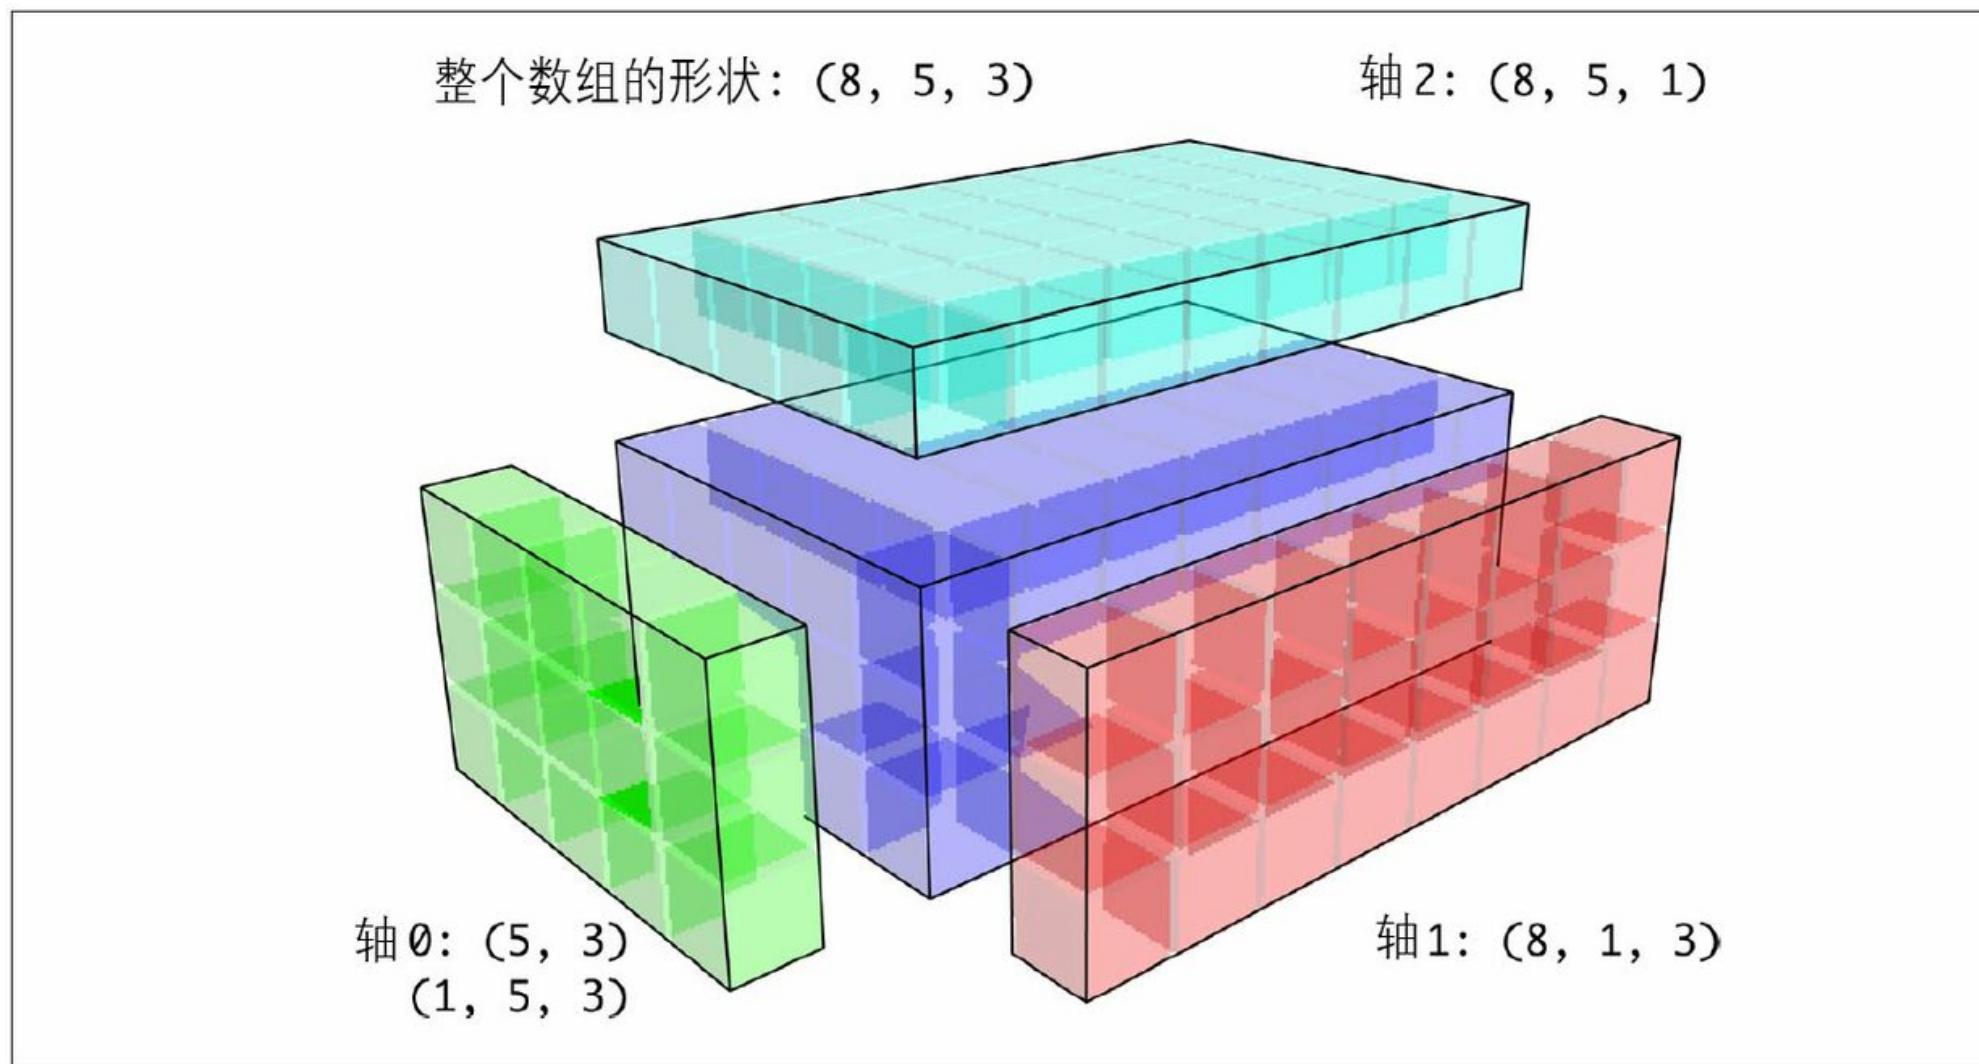 整个数组的形状: (8, 5, 3)
轴2: (8, 5, 1)
轴0: (5, 3)
(1, 5, 3)
轴1: (8, 1, 3)